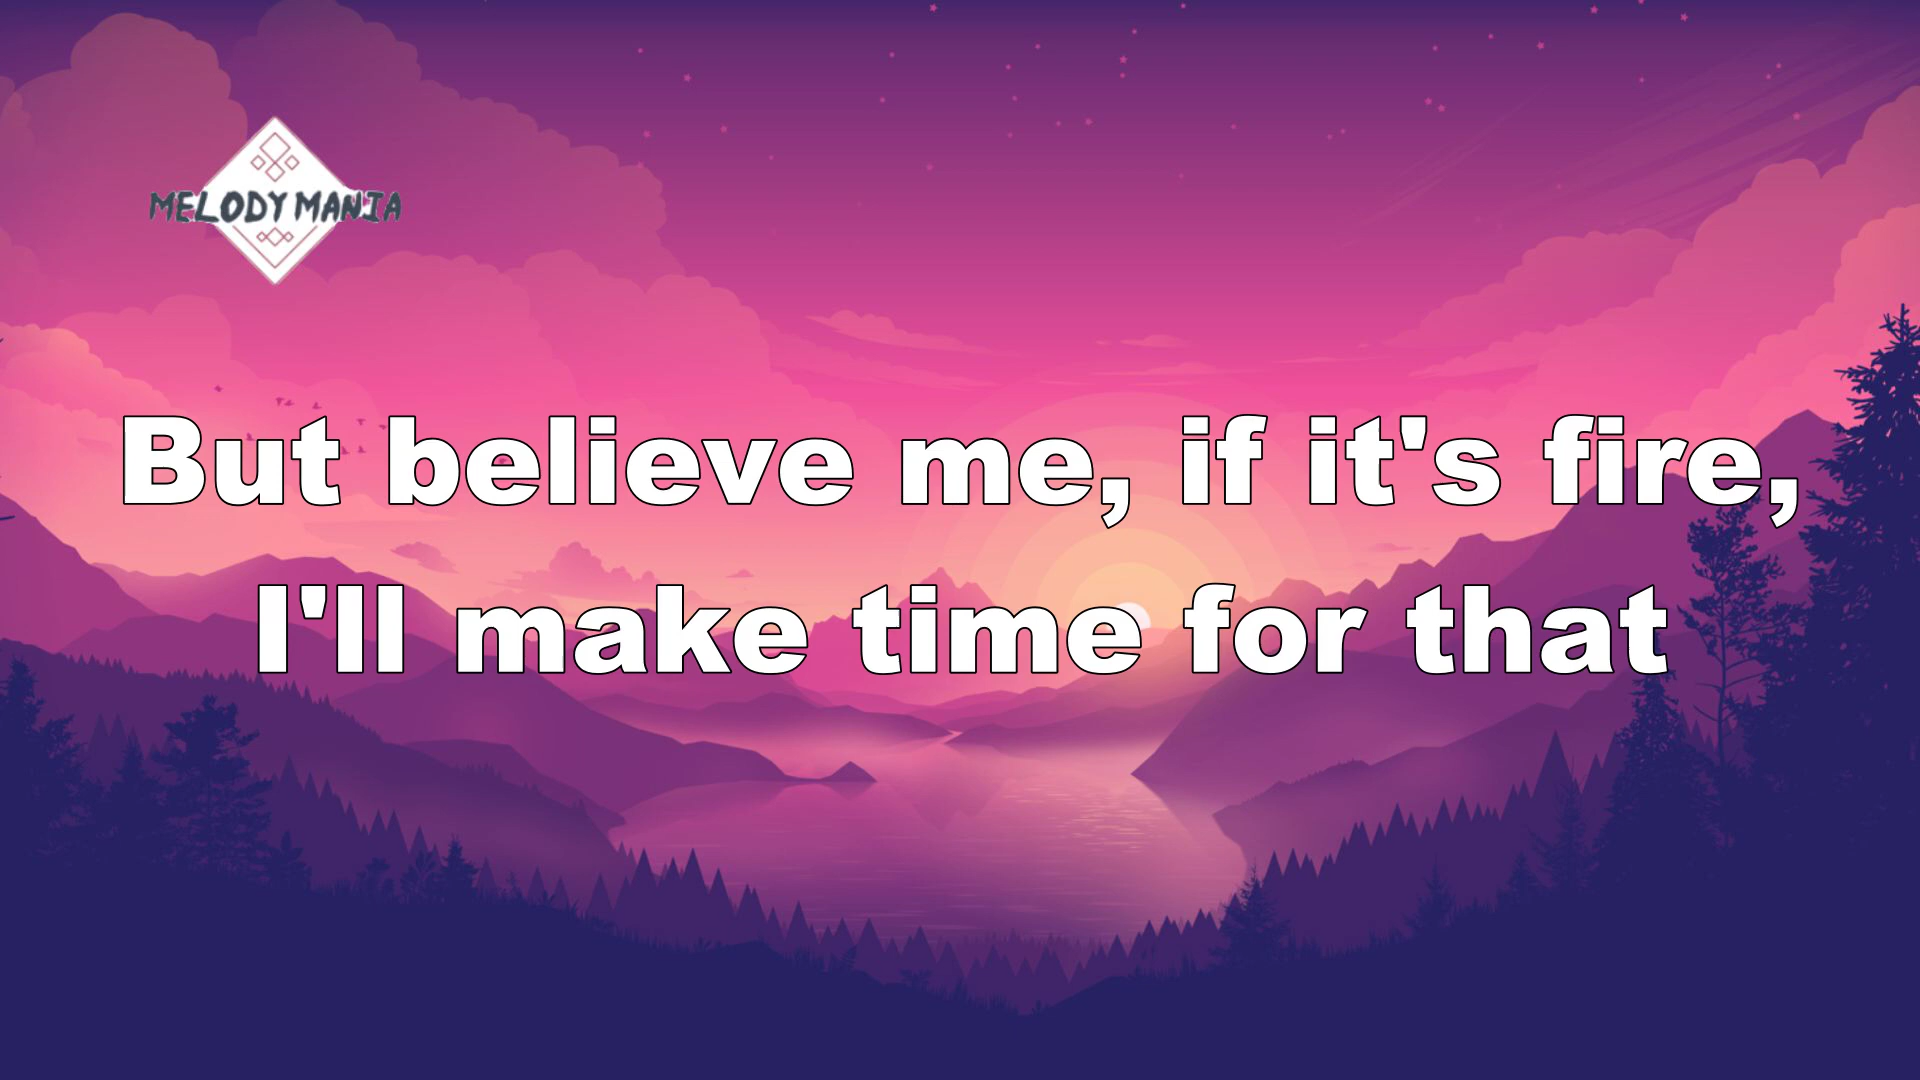 MELODY MANIA
But believe me, if it's fire,
I'll make time for that